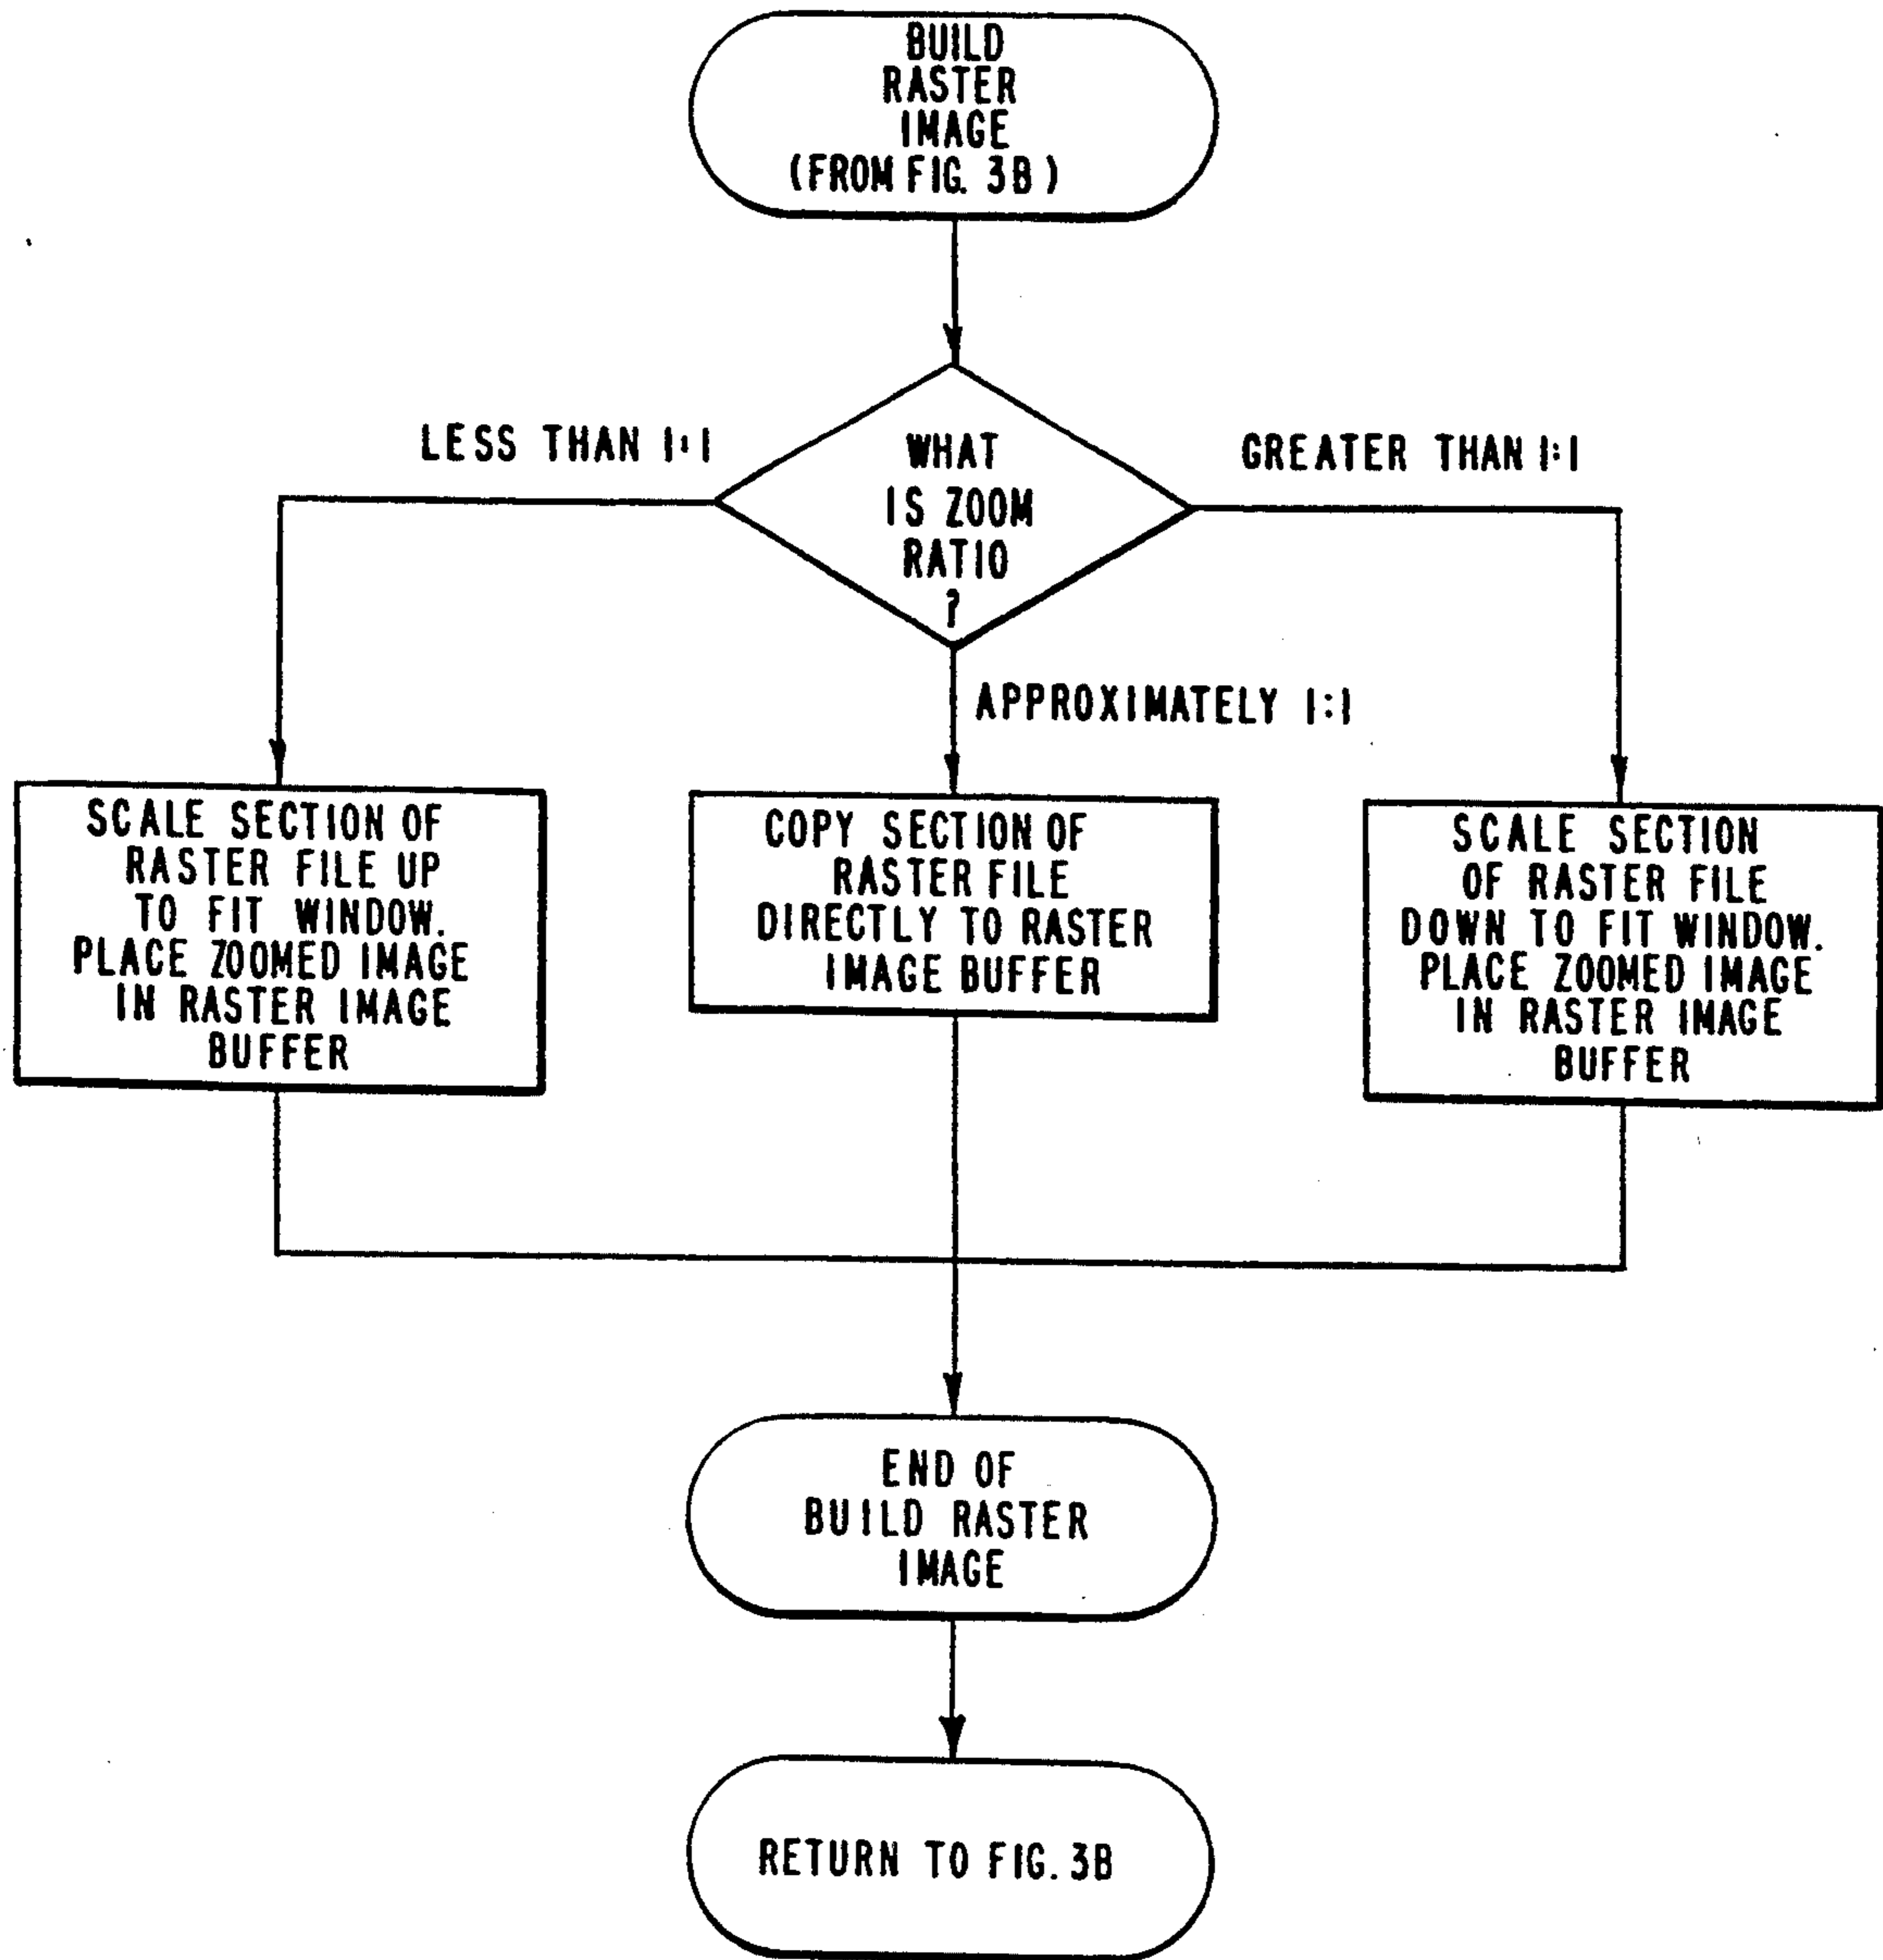 BUILD
RASTER
IMAGE
(FROM FIG. 3B)
LESS THAN 1:1
WHAT
IS ZOOM
RATIO
?
GREATER THAN 1:1
APPROXIMATELY 1:1
SCALE SECTION OF
RASTER FILE UP
TO FIT WINDOW.
PLACE ZOOMED IMAGE
IN RASTER IMAGE
BUFFER
COPY SECTION OF
RASTER FILE
DIRECTLY TO RASTER
IMAGE BUFFER
SCALE SECTION
OF RASTER FILE
DOWN TO FIT WINDOW.
PLACE ZOOMED IMAGE
IN RASTER IMAGE
BUFFER
END OF
BUILD RASTER
IMAGE
RETURN TO FIG. 3B